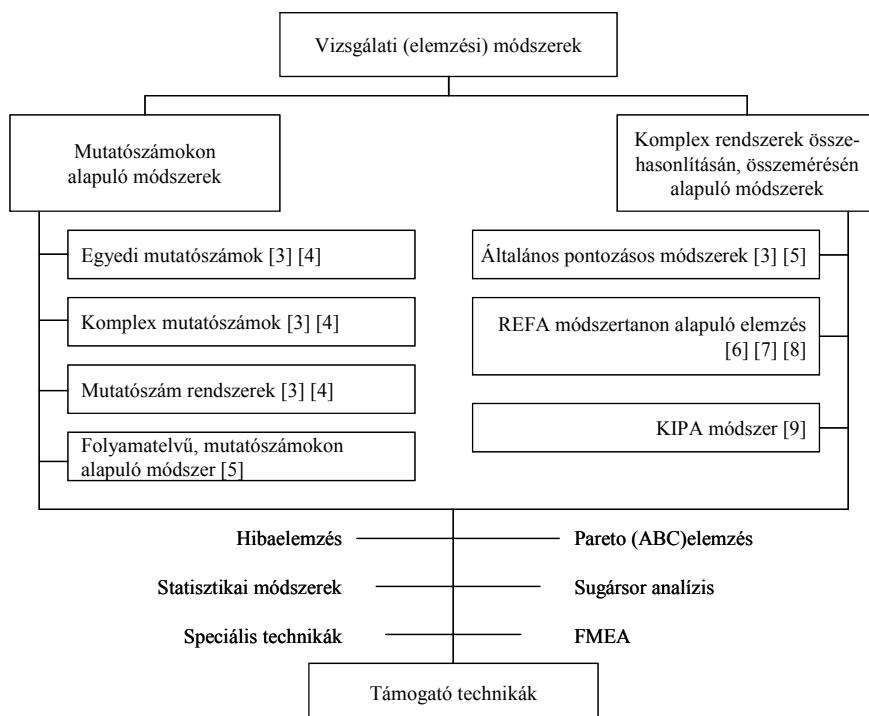 Vizsgálati (elemzési) módszerek
Mutatószámokon
alapuló módszerek
Komplex rendszerek össze-
hasonlításán, összemérésén
alapuló módszerek
Egyedi mutatószámok [3] [4]
Komplex mutatószámok [3] [4]
Mutatószám rendszerek [3] [4]
Folyamatelvű, mutatószámokon
alapuló módszer [5]
Általános pontozásos módszerek [3] [5]
REFA módszertanon alapuló elemzés
[6] [7] [8]
KIPA módszer [9]
Hibaelemzés
Pareto (ABC)elemzés
Statisztikai módszerek
Sugársor analízis
Speciális technikák
FMEA
Támogató technikák